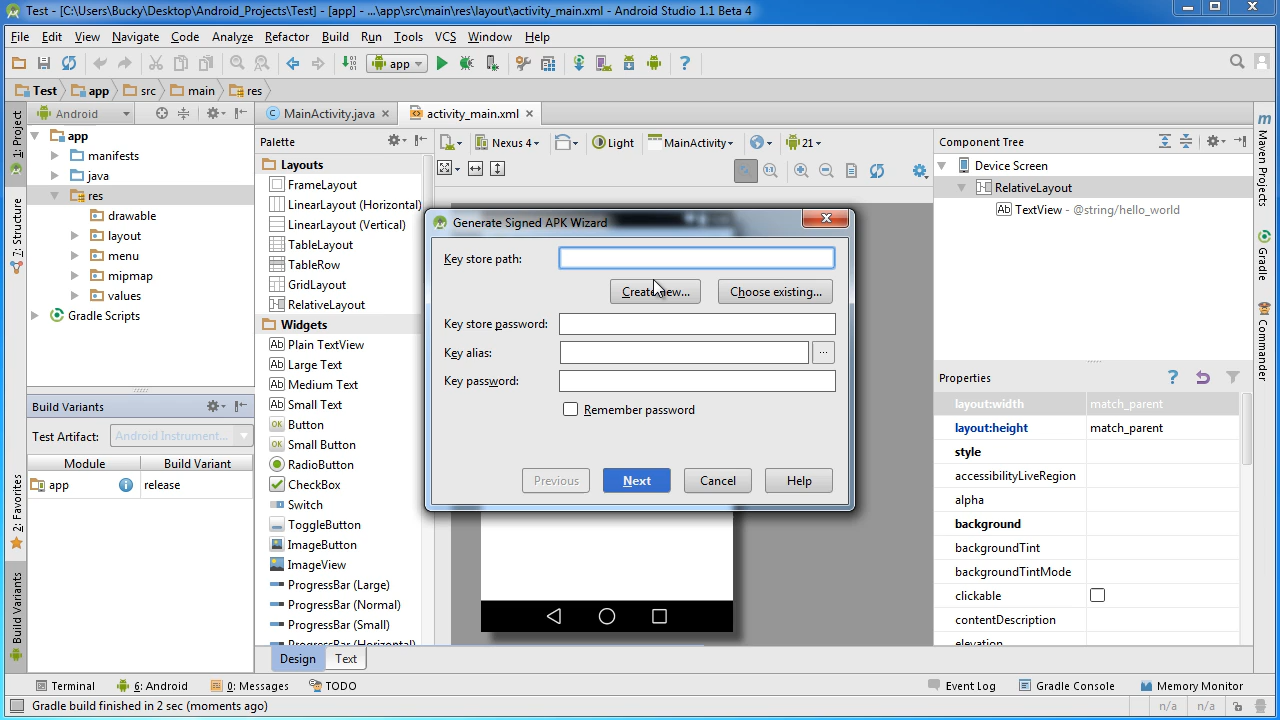 Test - [C:\Users\Bucky\Desktop\Android_Projects\Test] - [app] - ...\app\src\main\res\layout\activity_main.xml - Android Studio 1.1 Beta 4
File Edit View Navigate Code Analyze Refactor Build Run Tools VCS Window Help
app
Test app src main res
Android
MainActivity.java activity_main.xml
1: Project
7: Structure
2: Favorites
Build Variants
app
manifests
java
res
drawable
layout
menu
mipmap
values
Gradle Scripts
Build Variants
Test Artifact: Android Instrument...
Module Build Variant
app release
Palette
Layouts
FrameLayout
LinearLayout (Horizontal)
LinearLayout (Vertical)
TableLayout
TableRow
GridLayout
RelativeLayout
Widgets
Plain TextView
Large Text
Medium Text
Small Text
Button
Small Button
RadioButton
CheckBox
Switch
ToggleButton
ImageButton
ImageView
ProgressBar (Large)
ProgressBar (Normal)
ProgressBar (Small)
ProgressBar (Horizontal)
Design Text
Nexus 4 Light MainActivity 21
Generate Signed APK Wizard
Key store path:
Create new... Choose existing...
Key store password:
Key alias:
...
Key password:
Remember password
Previous Next Cancel Help
Component Tree
Device Screen
RelativeLayout
TextView - @string/hello_world
Properties
layout:width match_parent
layout:height match_parent
style
accessibilityLiveRegion
alpha
background
backgroundTint
backgroundTintMode
clickable
contentDescription
elevation
Maven Projects
Gradle
Commander
Terminal 6: Android 0: Messages TODO Event Log Gradle Console Memory Monitor
Gradle build finished in 2 sec (moments ago) n/a n/a